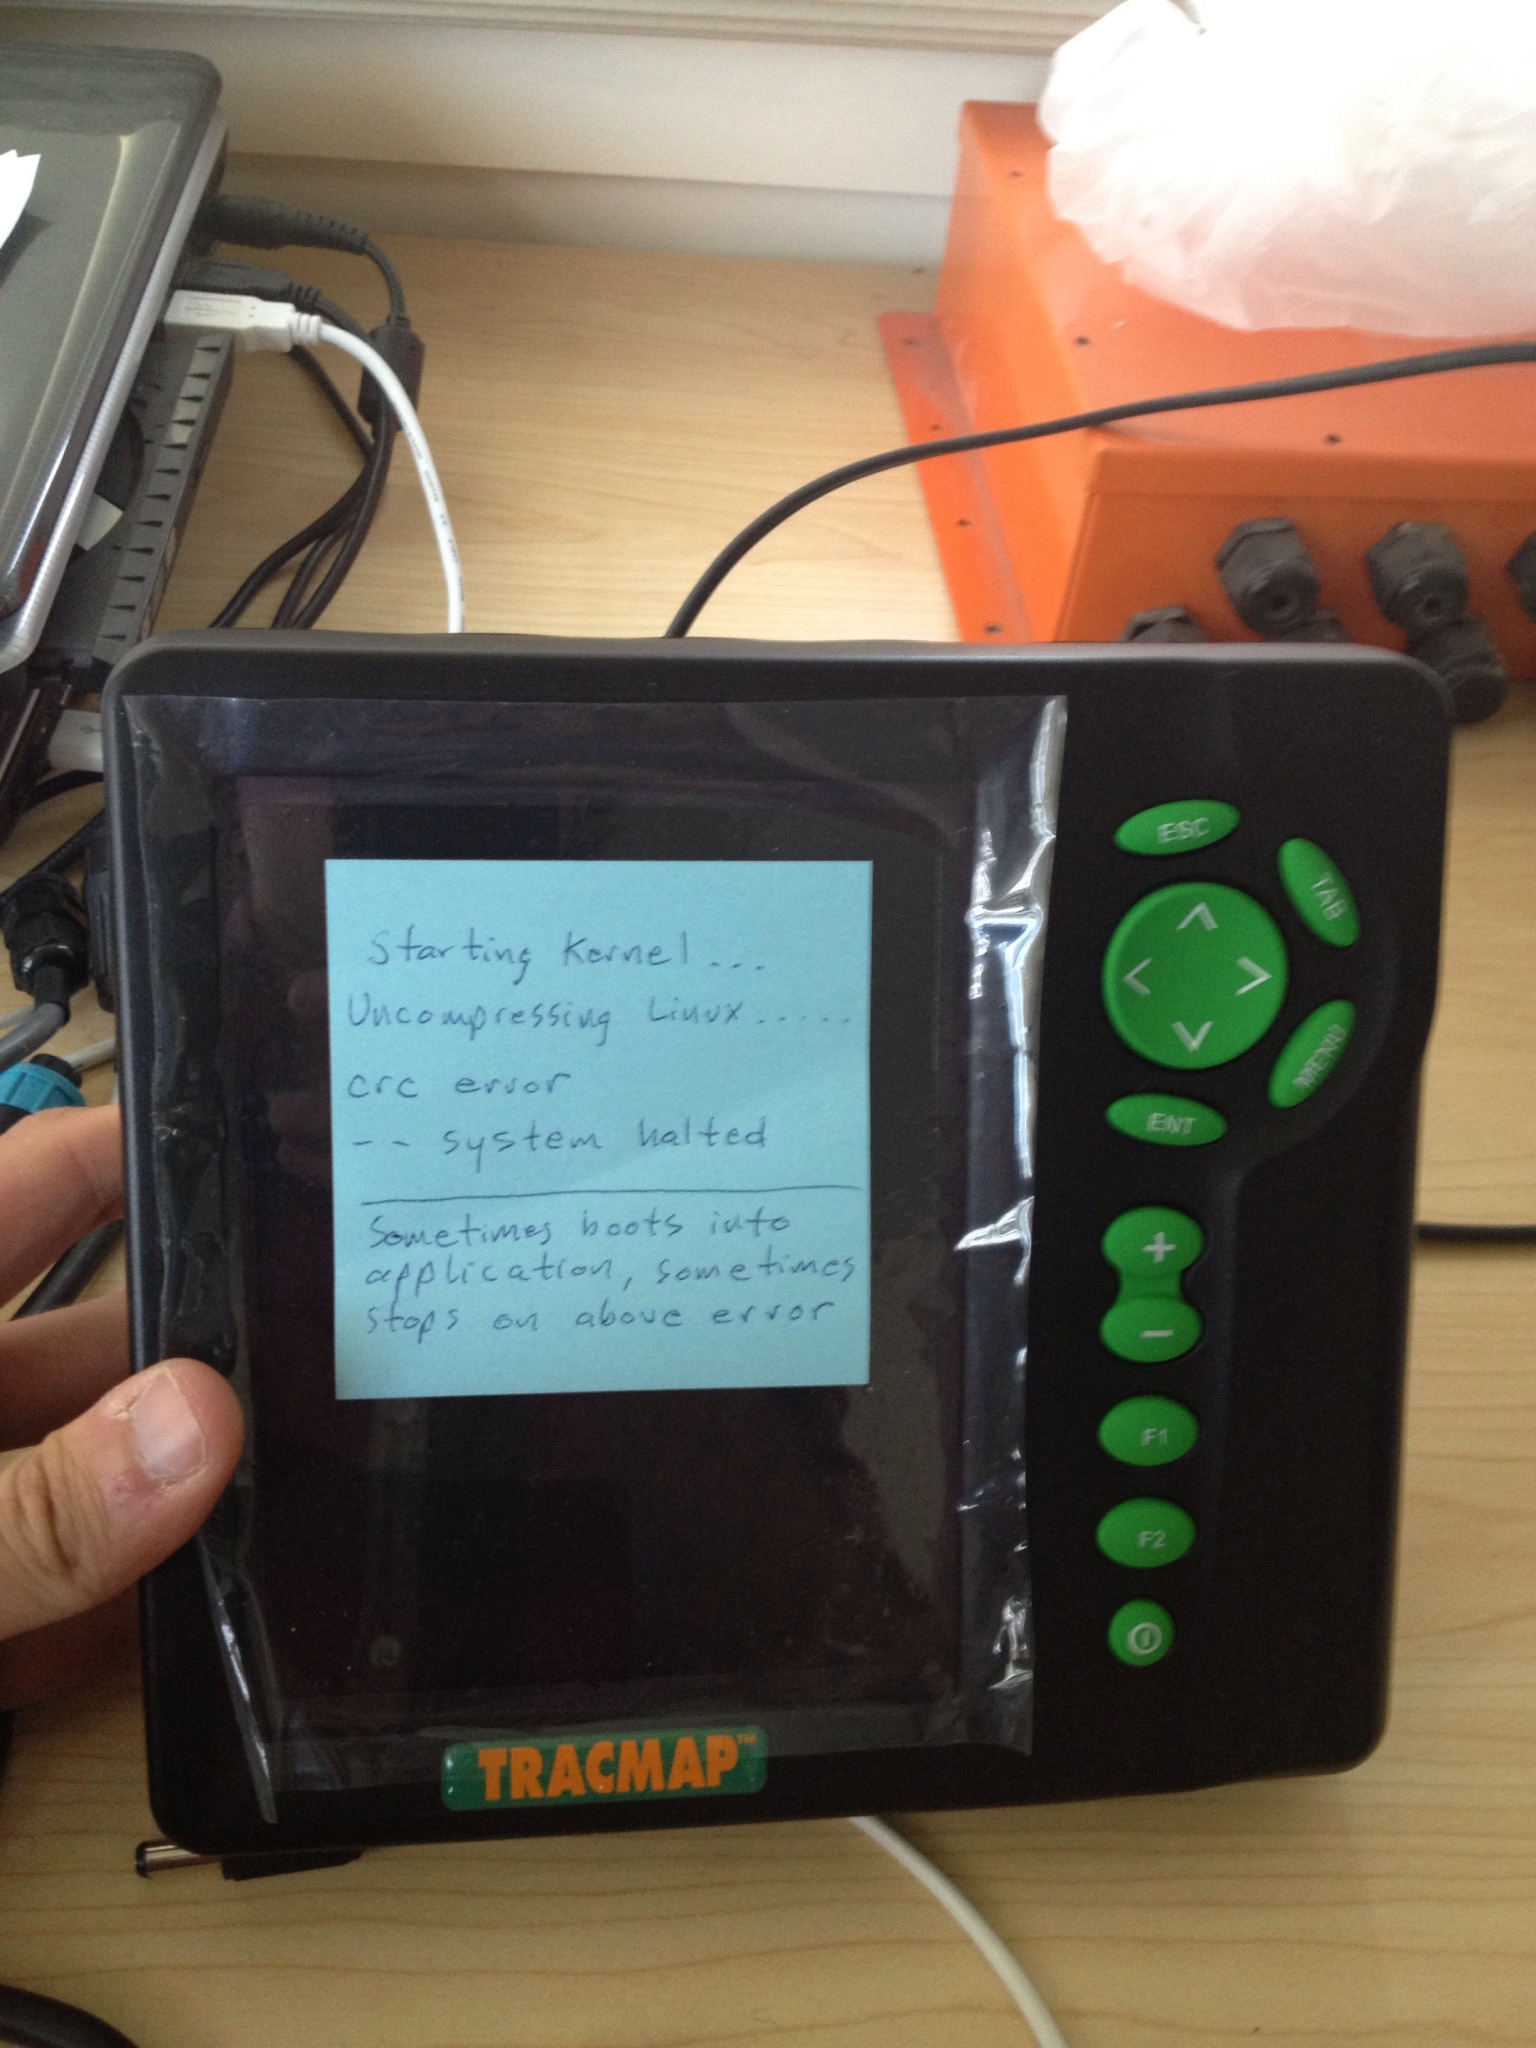 Starting Kernel...
Uncompressing Linux.....
crc error
-- system halted
Sometimes boots into
application, sometimes
stops on above error
ESC
TAB
MENU
ENT
+
-
F1
F2
TRACMAP™